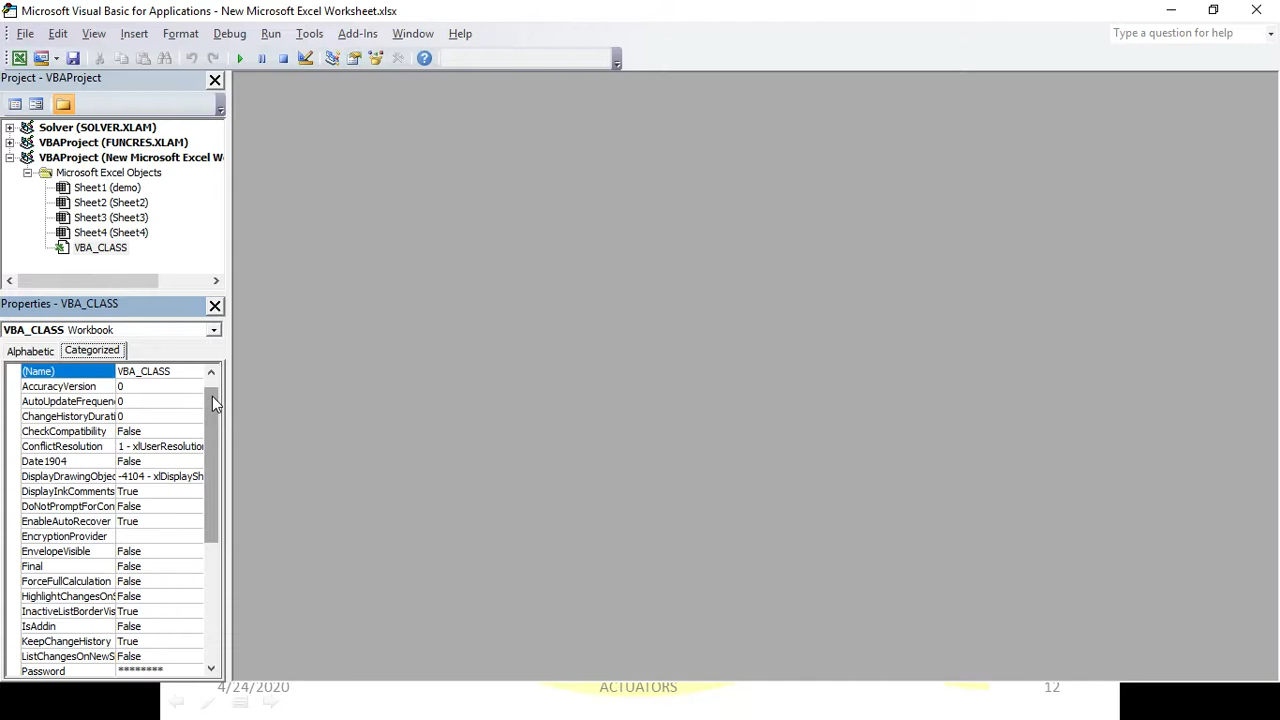 Microsoft Visual Basic for Applications - New Microsoft Excel Worksheet.xlsx
File Edit View Insert Format Debug Run Tools Add-Ins Window Help
Type a question for help
Project - VBAProject
Solver (SOLVER.XLAM)
VBAProject (FUNCRES.XLAM)
VBAProject (New Microsoft Excel W
Microsoft Excel Objects
Sheet1 (demo)
Sheet2 (Sheet2)
Sheet3 (Sheet3)
Sheet4 (Sheet4)
VBA_CLASS
Properties - VBA_CLASS
VBA_CLASS Workbook
Alphabetic Categorized
(Name) VBA_CLASS
AccuracyVersion 0
AutoUpdateFrequenc 0
ChangeHistoryDurati 0
CheckCompatibility False
ConflictResolution 1 - xlUserResolution
Date1904 False
DisplayDrawingObjec -4104 - xlDisplaySh
DisplayInkComments True
DoNotPromptForCon False
EnableAutoRecover True
EncryptionProvider
EnvelopeVisible False
Final False
ForceFullCalculation False
HighlightChangesOnS False
InactiveListBorderVis True
IsAddin False
KeepChangeHistory True
ListChangesOnNewS False
Password ********
4/24/2020 ACTUATORS 12